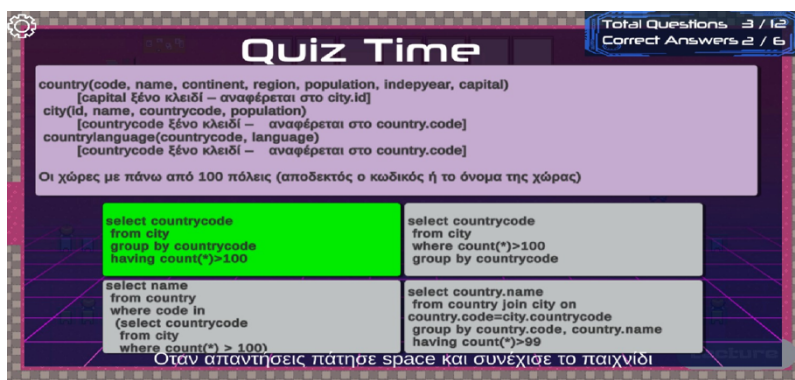 Total Questions 3 / 12
Correct Answers 2 / 6
Quiz Time
country(code, name, continent, region, population, indepyear, capital)
[capital ξένο κλειδί – αναφέρεται στο city.id]
city(id, name, countrycode, population)
[countrycode ξένο κλειδί – αναφέρεται στο country.code]
countrylanguage(countrycode, language)
[countrycode ξένο κλειδί – αναφέρεται στο country.code]
Οι χώρες με πάνω από 100 πόλεις (αποδεκτός ο κωδικός ή το όνομα της χώρας)
select countrycode
from city
group by countrycode
having count(*)>100
select countrycode
from city
where count(*)>100
group by countrycode
select name
from country
where code in
(select countrycode
from city
where count(*) > 100)
select country.name
from country join city on
country.code=city.countrycode
group by country.code, country.name
having count(*)>99
Όταν απαντήσεις πάτησε space και συνέχισε το παιχνίδι